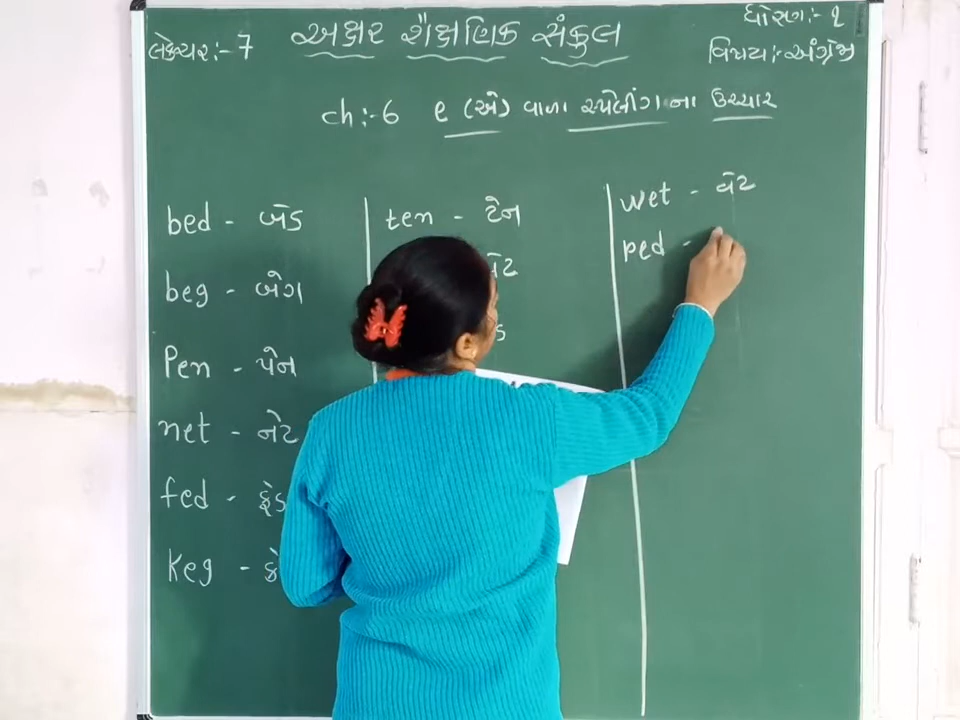 લેક્ચર:- 7
અક્ષર શૈક્ષણિક સંકુલ
ધોરણ:- ૧
વિષય:- અંગ્રેજી
ch:-6 e (એ) વાળા સ્પેલીંગ ના ઉચ્ચાર
bed - બૅડ
beg - બેગ
Pen - પેન
net - નેટ
fed - ફેડ
keg - કે
ten - ટેન
wet - વૅટ
ped -